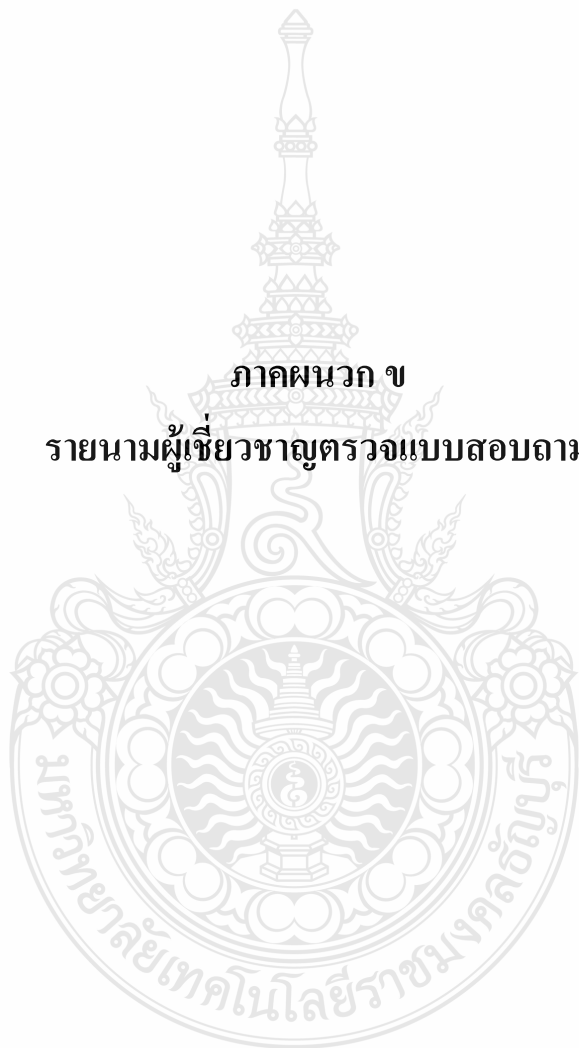 ภาคผนวก ข
รายนามผู้เชี่ยวชาญตรวจแบบสอบถาม
มหาวิทยาลัยเทคโนโลยีราชมงคลธัญบุรี